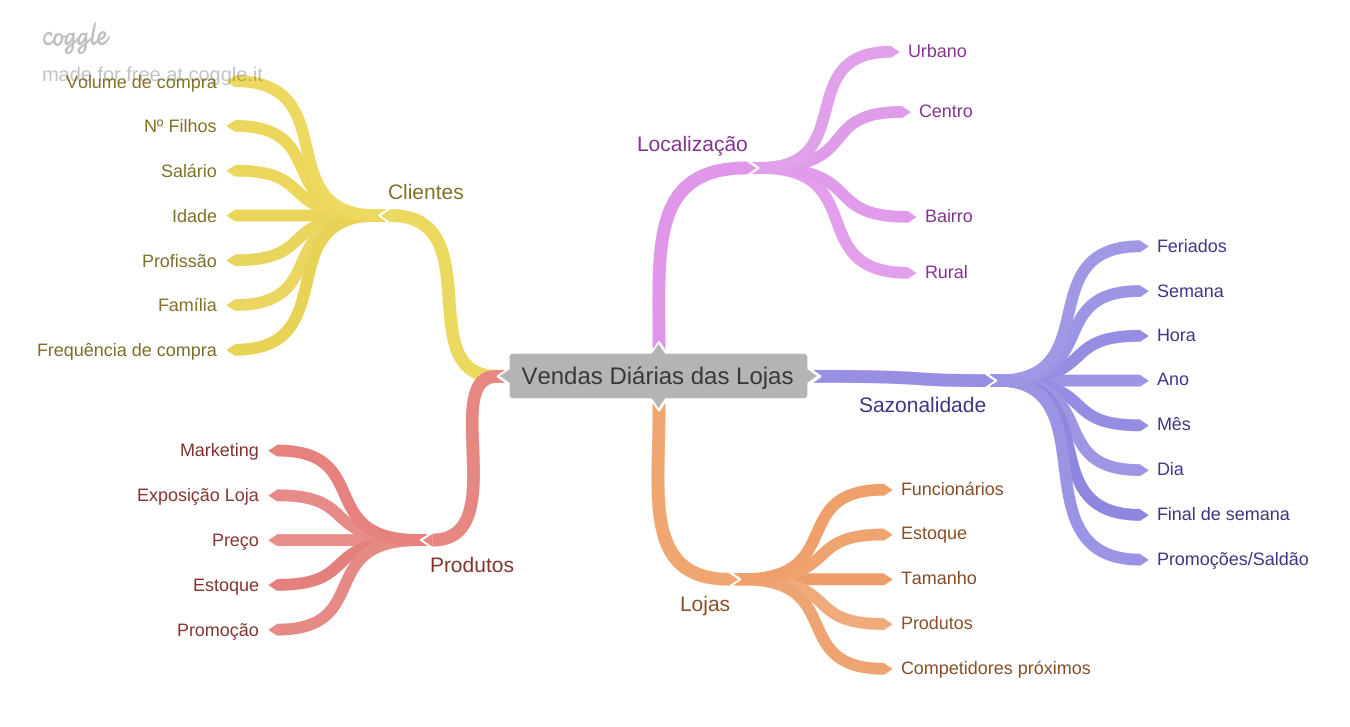 coggle
made for free at coggle.it
Volume de compra
Nº Filhos
Salário
Idade
Profissão
Família
Frequência de compra
Clientes
Localização
Urbano
Centro
Bairro
Rural
Vendas Diárias das Lojas
Sazonalidade
Feriados
Semana
Hora
Ano
Mês
Dia
Final de semana
Promoções/Saldão
Marketing
Exposição Loja
Preço
Estoque
Promoção
Produtos
Lojas
Funcionários
Estoque
Tamanho
Produtos
Competidores próximos